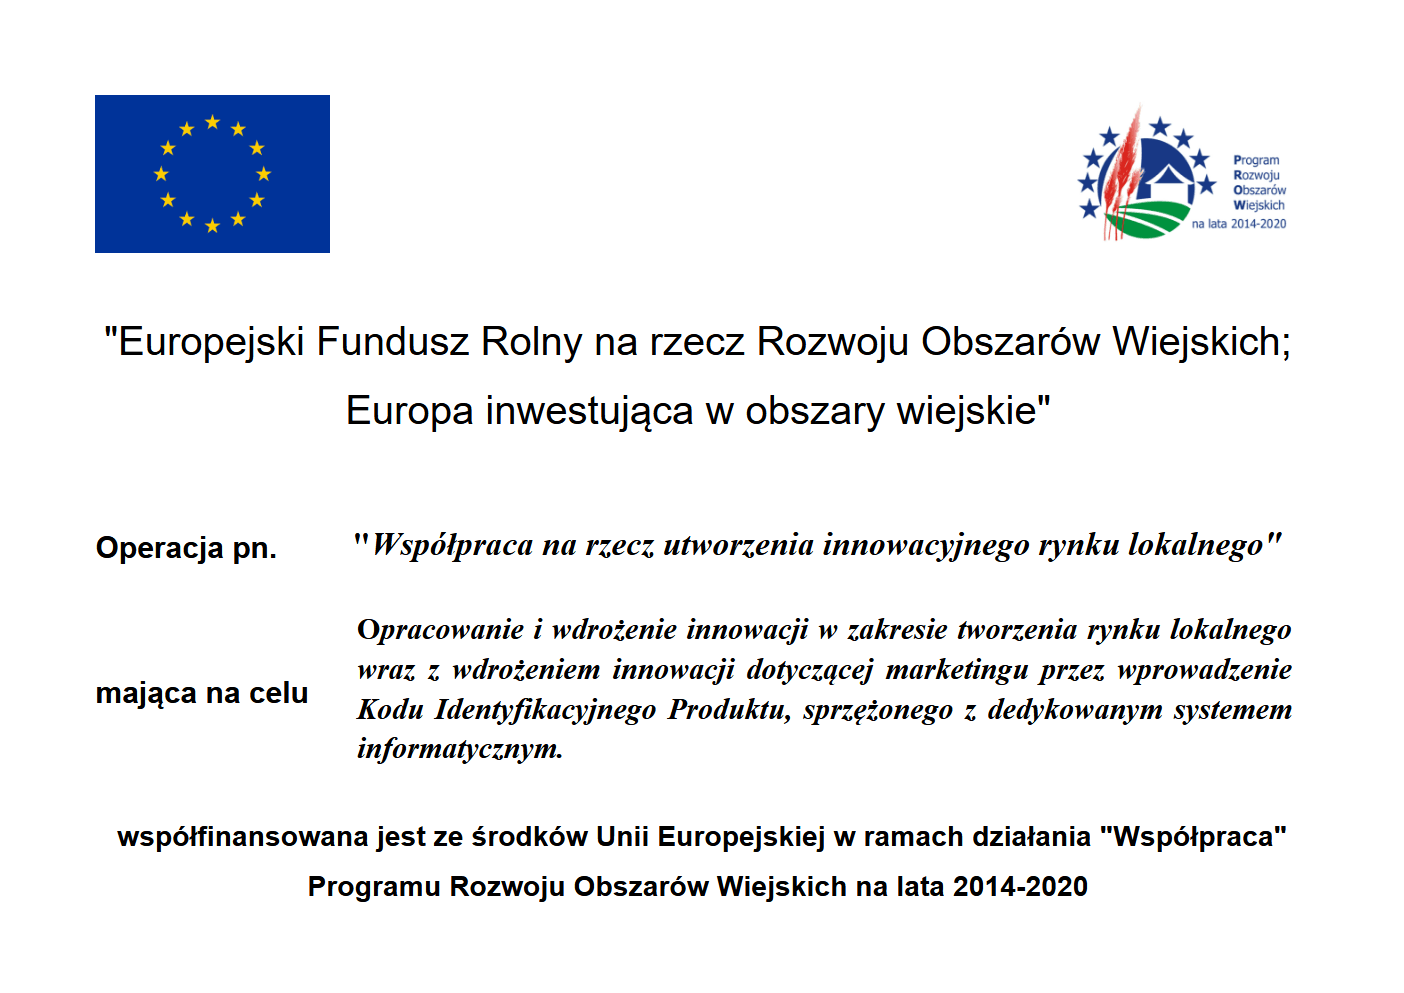 Program
Rozwoju
Obszarów
Wiejskich
na lata 2014-2020
"Europejski Fundusz Rolny na rzecz Rozwoju Obszarów Wiejskich;
Europa inwestująca w obszary wiejskie"
Operacja pn.
"Współpraca na rzecz utworzenia innowacyjnego rynku lokalnego"
mająca na celu
Opracowanie i wdrożenie innowacji w zakresie tworzenia rynku lokalnego
wraz z wdrożeniem innowacji dotyczącej marketingu przez wprowadzenie
Kodu Identyfikacyjnego Produktu, sprzężonego z dedykowanym systemem
informatycznym.
współfinansowana jest ze środków Unii Europejskiej w ramach działania "Współpraca"
Programu Rozwoju Obszarów Wiejskich na lata 2014-2020